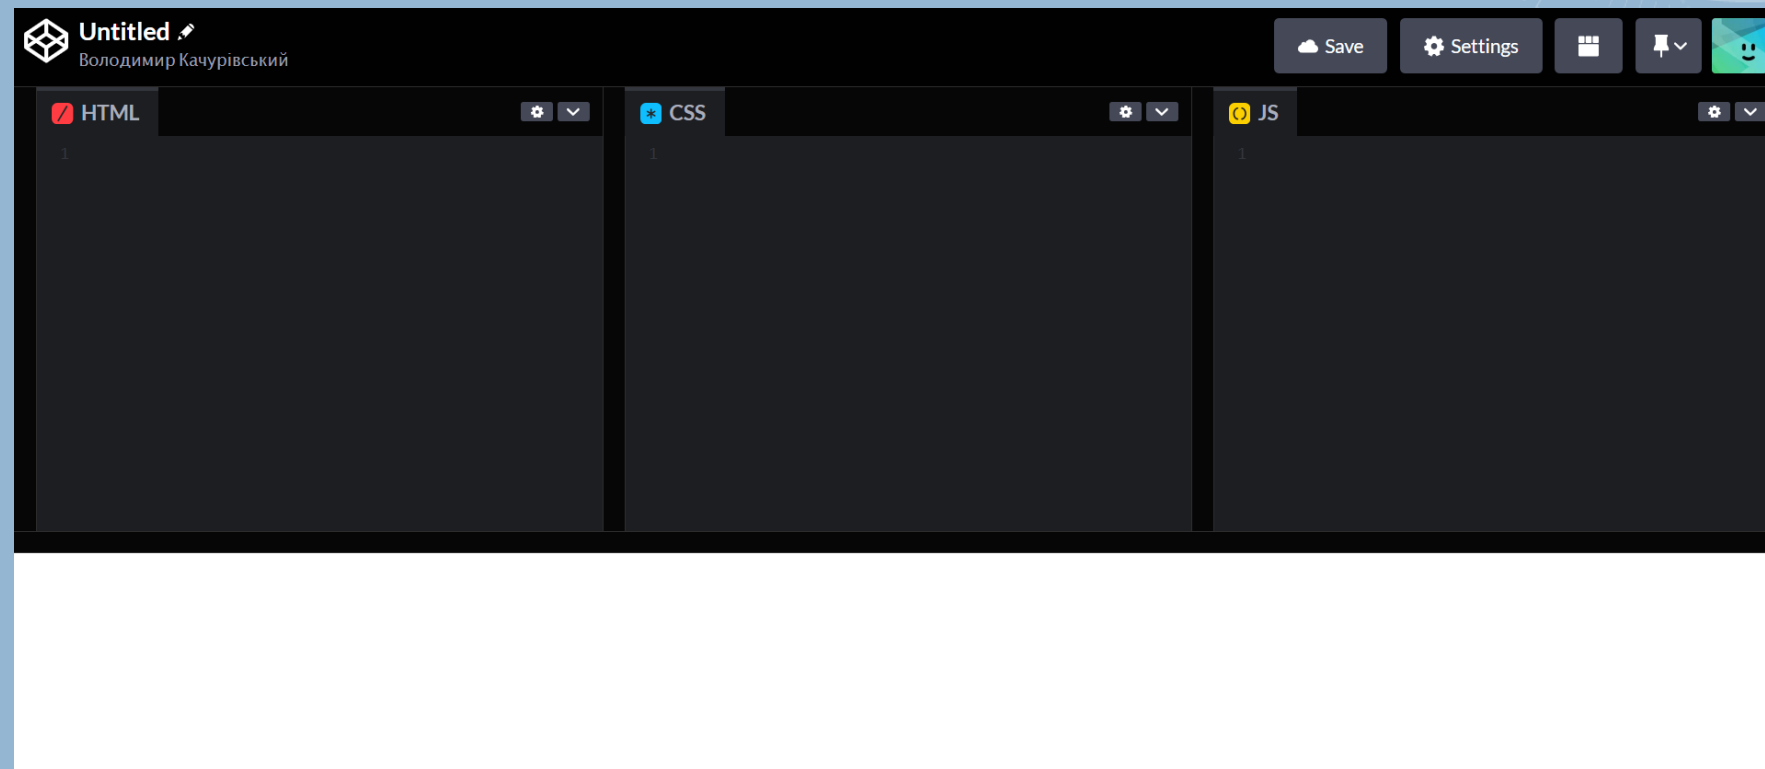 Untitled
Володимир Качурівський
Save
Settings
HTML
CSS
JS
1
1
1